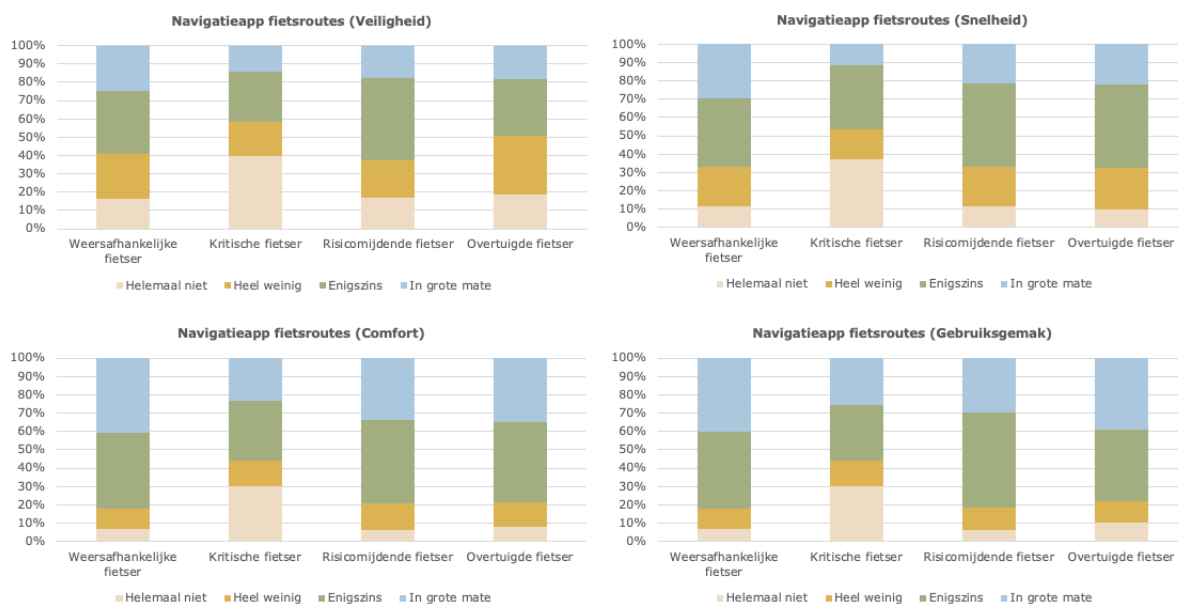 Navigatieapp fietsroutes (Veiligheid)
100%
90%
80%
70%
60%
50%
40%
30%
20%
10%
0%
Weersafhankelijke
fietser
Kritische fietser
Risicomijdende fietser
Overtuigde fietser
Helemaal niet
Heel weinig
Enigszins
In grote mate
Navigatieapp fietsroutes (Snelheid)
100%
90%
80%
70%
60%
50%
40%
30%
20%
10%
0%
Weersafhankelijke
fietser
Kritische fietser
Risicomijdende fietser
Overtuigde fietser
Helemaal niet
Heel weinig
Enigszins
In grote mate
Navigatieapp fietsroutes (Comfort)
100%
90%
80%
70%
60%
50%
40%
30%
20%
10%
0%
Weersafhankelijke
fietser
Kritische fietser
Risicomijdende fietser
Overtuigde fietser
Helemaal niet
Heel weinig
Enigszins
In grote mate
Navigatieapp fietsroutes (Gebruiksgemak)
100%
90%
80%
70%
60%
50%
40%
30%
20%
10%
0%
Weersafhankelijke
fietser
Kritische fietser
Risicomijdende fietser
Overtuigde fietser
Helemaal niet
Heel weinig
Enigszins
In grote mate